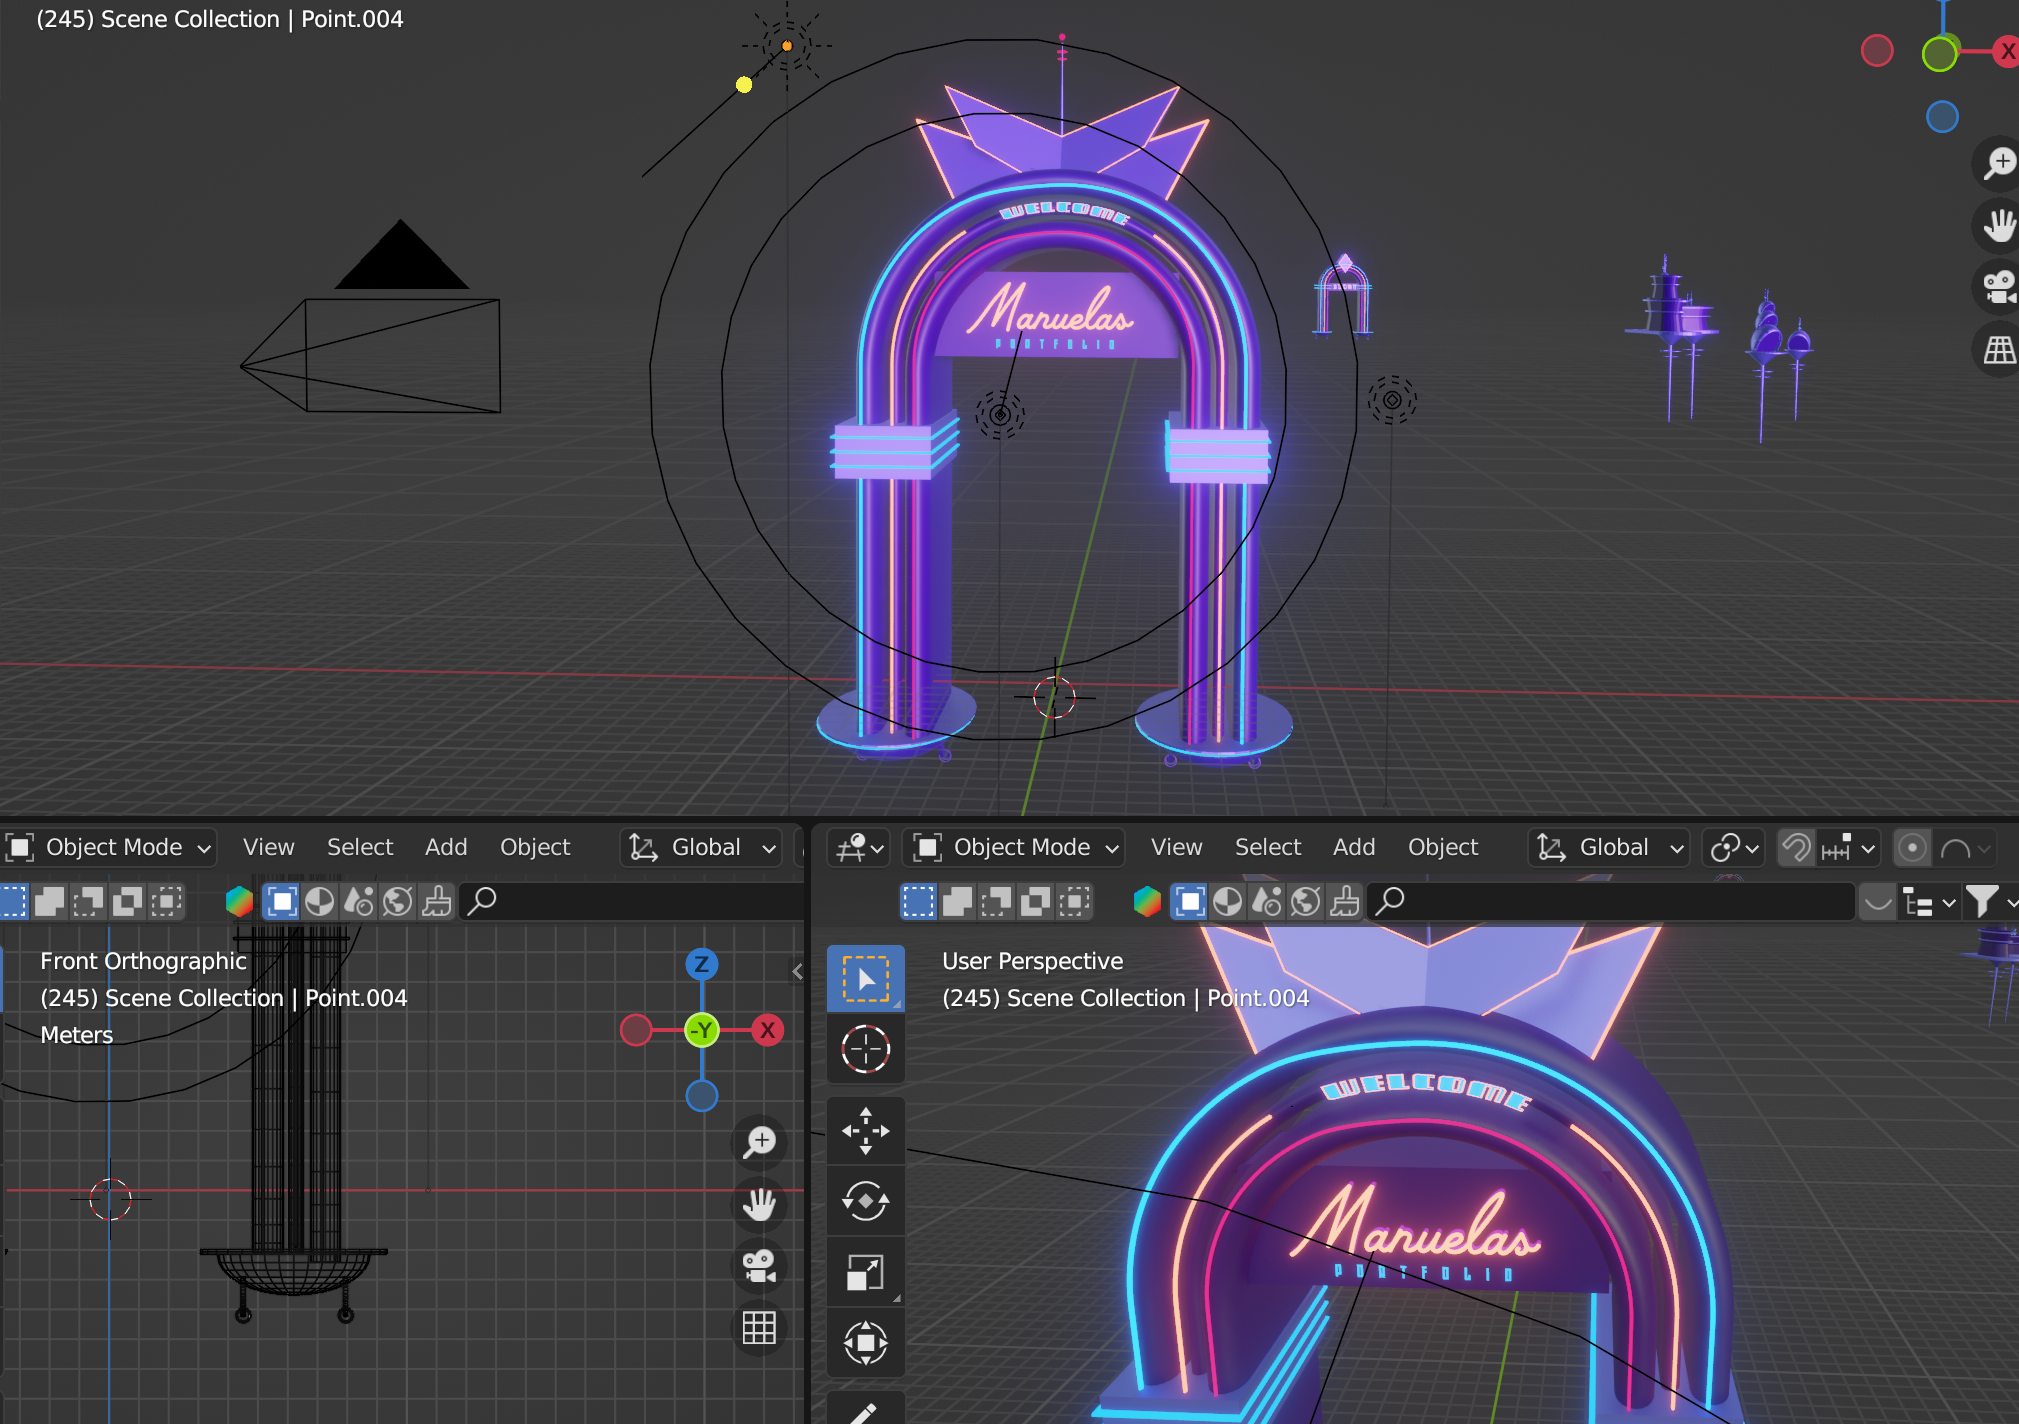 (245) Scene Collection | Point.004
X
WELCOME
Manuelas
PORTFOLIO
Object Mode
View
Select
Add
Object
Global
Object Mode
View
Select
Add
Object
Global
Front Orthographic
(245) Scene Collection | Point.004
Meters
Z
-Y
X
User Perspective
(245) Scene Collection | Point.004
WELCOME
Manuelas
PORTFOLIO